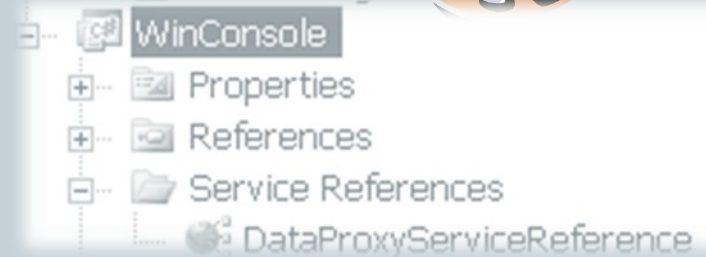 WinConsole
Properties
References
Service References
DataProxyServiceReference